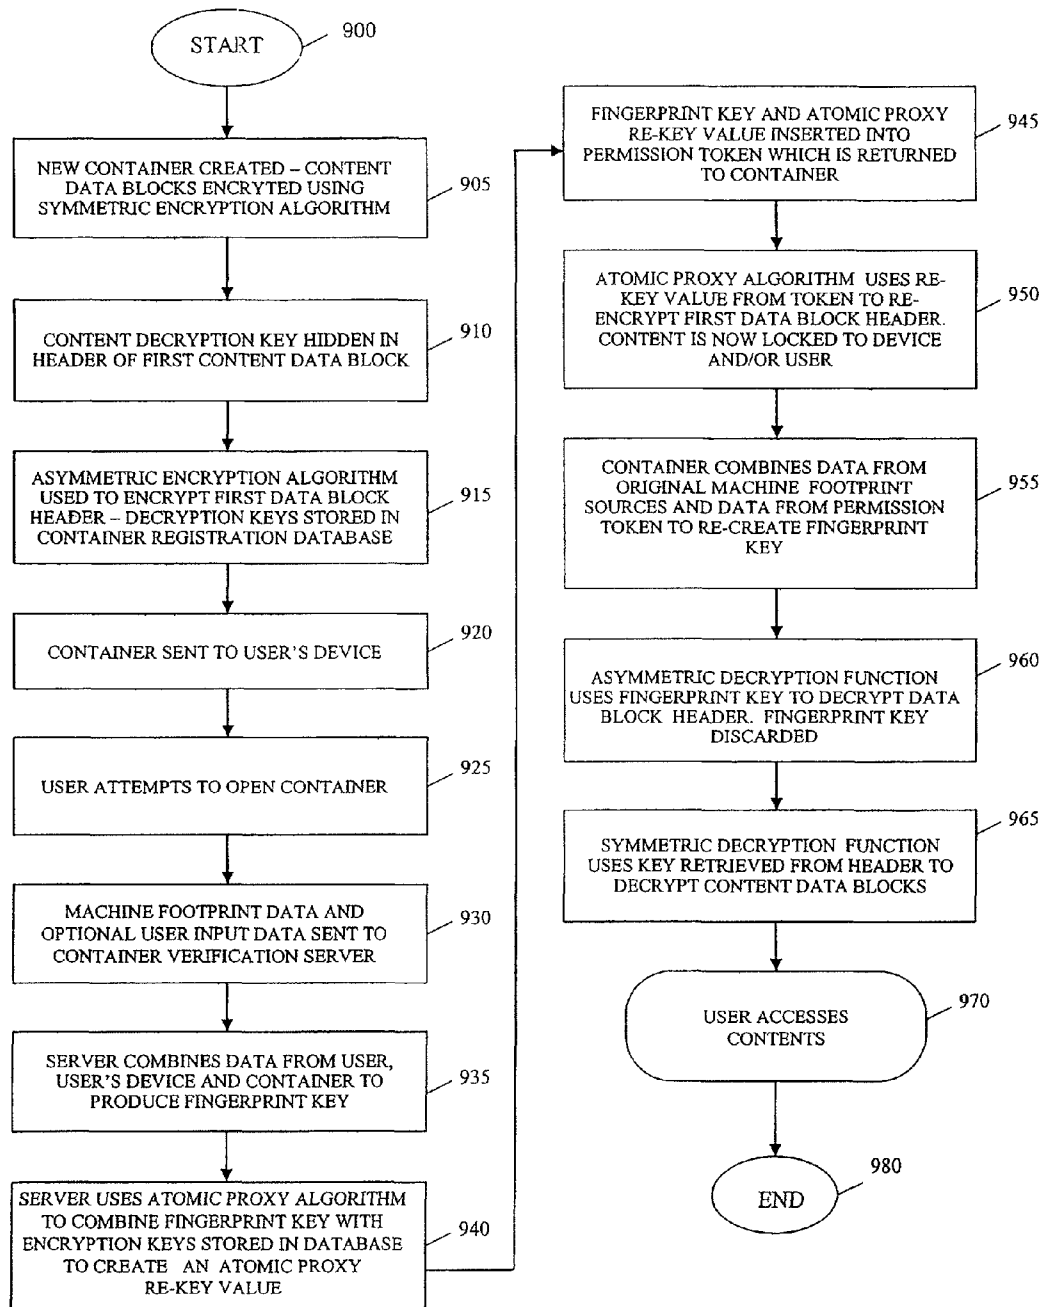 START
900
NEW CONTAINER CREATED – CONTENT
DATA BLOCKS ENCRYTED USING
SYMMETRIC ENCRYPTION ALGORITHM
905
CONTENT DECRYPTION KEY HIDDEN IN
HEADER OF FIRST CONTENT DATA BLOCK
910
ASYMMETRIC ENCRYPTION ALGORITHM
USED TO ENCRYPT FIRST DATA BLOCK
HEADER – DECRYPTION KEYS STORED IN
CONTAINER REGISTRATION DATABASE
915
CONTAINER SENT TO USER'S DEVICE
920
USER ATTEMPTS TO OPEN CONTAINER
925
MACHINE FOOTPRINT DATA AND
OPTIONAL USER INPUT DATA SENT TO
CONTAINER VERIFICATION SERVER
930
SERVER COMBINES DATA FROM USER,
USER'S DEVICE AND CONTAINER TO
PRODUCE FINGERPRINT KEY
935
SERVER USES ATOMIC PROXY ALGORITHM
TO COMBINE FINGERPRINT KEY WITH
ENCRYPTION KEYS STORED IN DATABASE
TO CREATE AN ATOMIC PROXY
RE-KEY VALUE
940
FINGERPRINT KEY AND ATOMIC PROXY
RE-KEY VALUE INSERTED INTO
PERMISSION TOKEN WHICH IS RETURNED
TO CONTAINER
945
ATOMIC PROXY ALGORITHM USES RE-
KEY VALUE FROM TOKEN TO RE-
ENCRYPT FIRST DATA BLOCK HEADER.
CONTENT IS NOW LOCKED TO DEVICE
AND/OR USER
950
CONTAINER COMBINES DATA FROM
ORIGINAL MACHINE FOOTPRINT
SOURCES AND DATA FROM PERMISSION
TOKEN TO RE-CREATE FINGERPRINT
KEY
955
ASYMMETRIC DECRYPTION FUNCTION
USES FINGERPRINT KEY TO DECRYPT DATA
BLOCK HEADER. FINGERPRINT KEY
DISCARDED
960
SYMMETRIC DECRYPTION FUNCTION
USES KEY RETRIEVED FROM HEADER TO
DECRYPT CONTENT DATA BLOCKS
965
USER ACCESSES
CONTENTS
970
END
980